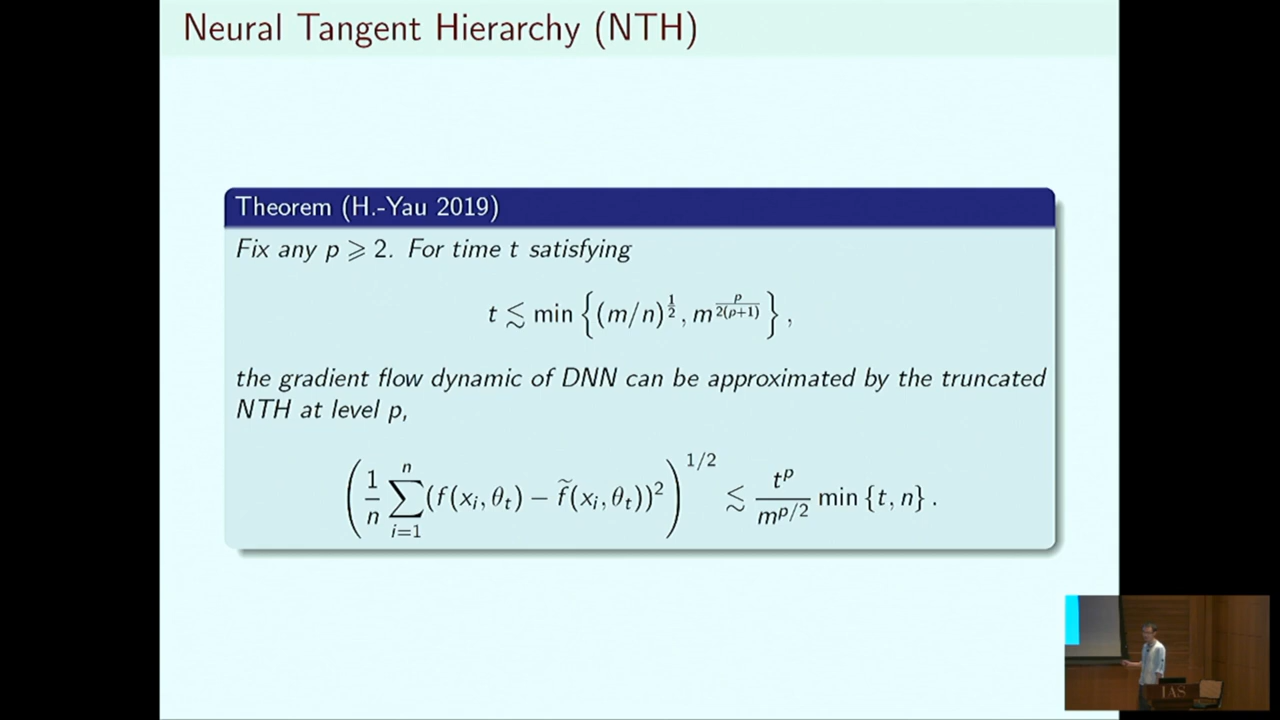 Neural Tangent Hierarchy (NTH)
Theorem (H.-Yau 2019)
Fix any p ⩾ 2. For time t satisfying
t ≲ min { (m/n)^{1/2}, m^{p/(2(p+1))} } ,
the gradient flow dynamic of DNN can be approximated by the truncated
NTH at level p,
( 1/n ∑_{i=1}^{n} (f(x_i, θ_t) − f̃(x_i, θ_t))² )^{1/2} ≲ t^p / m^{p/2} min {t, n} .
IAS